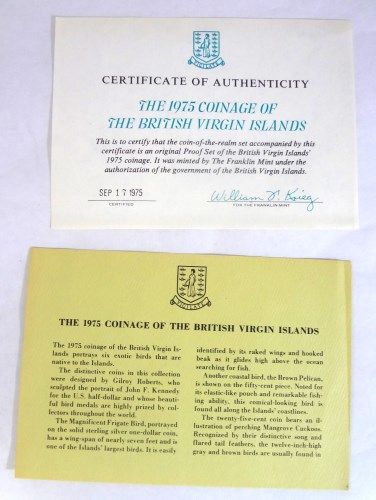 VIGILATE
CERTIFICATE OF AUTHENTICITY
THE 1975 COINAGE OF
THE BRITISH VIRGIN ISLANDS
This is to certify that the coin-of-the-realm set accompanied by this
certificate is an original Proof Set of the British Virgin Islands'
1975 coinage. It was minted by The Franklin Mint under the
authorization of the government of the British Virgin Islands.
SEP 17 1975
CERTIFIED
William F. Krieg
FOR THE FRANKLIN MINT
VIGILATE
THE 1975 COINAGE OF THE BRITISH VIRGIN ISLANDS
The 1975 coinage of the British Virgin Is-
lands portrays six exotic birds that are
native to the Islands.
The distinctive coins in this collection
were designed by Gilroy Roberts, who
sculpted the portrait of John F. Kennedy
for the U.S. half-dollar and whose beauti-
ful bird medals are highly prized by col-
lectors throughout the world.
The Magnificent Frigate Bird, portrayed
on the solid sterling silver one-dollar coin,
has a wing-span of nearly seven feet and is
one of the Islands' largest birds. It is easily
identified by its raked wings and hooked
beak as it glides high above the ocean
searching for fish.
Another coastal bird, the Brown Pelican,
is shown on the fifty-cent piece. Noted for
its elastic-like pouch and remarkable fish-
ing ability, this comical-looking bird is
found all along the Islands' coastlines.
The twenty-five-cent coin bears an il-
lustration of perching Mangrove Cuckoos.
Recognized by their distinctive song and
flared tail feathers, the twelve-inch-high
gray and brown birds are usually found in